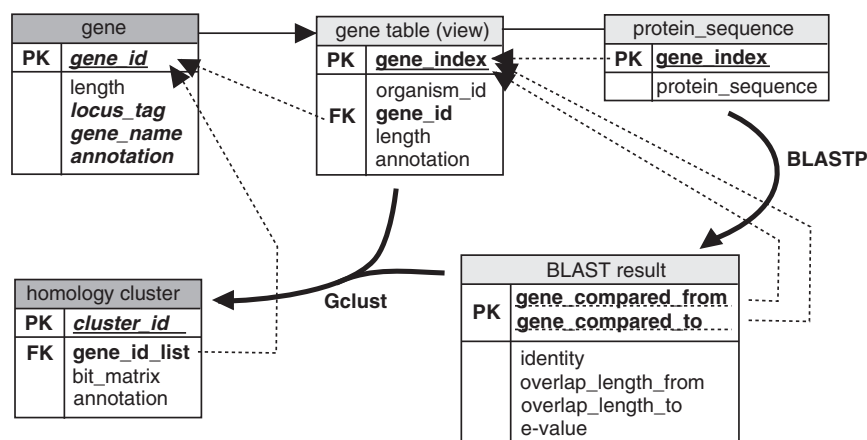 gene
PK gene_id
length
locus_tag
gene_name
annotation
gene table (view)
PK gene_index
organism_id
FK gene_id
length
annotation
protein_sequence
PK gene_index
protein_sequence
BLASTP
homology cluster
PK cluster_id
FK gene_id_list
bit_matrix
annotation
Gclust
BLAST result
PK
gene_compared_from
gene_compared_to
identity
overlap_length_from
overlap_length_to
e-value